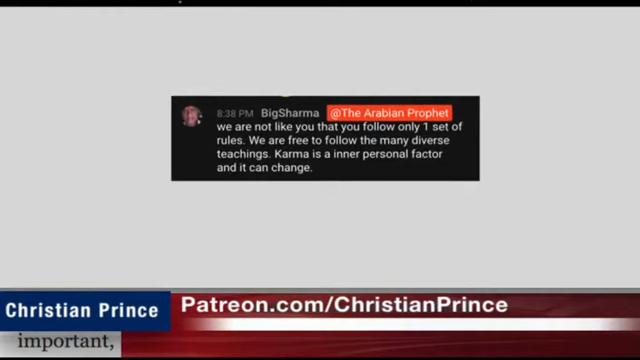 8:38 PM BigSharma @The Arabian Prophet
we are not like you that you follow only 1 set of
rules. We are free to follow the many diverse
teachings. Karma is a inner personal factor
and it can change.
Christian Prince
Patreon.com/ChristianPrince
important,